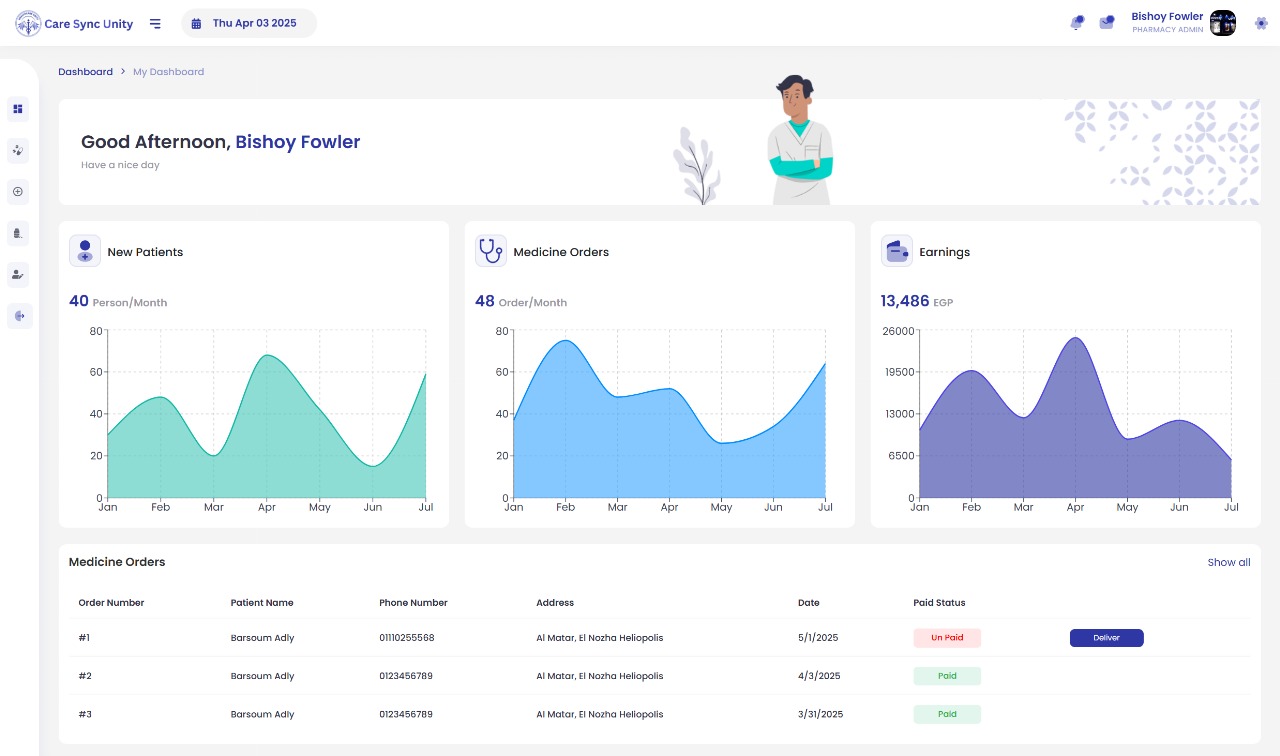 Care Sync Unity
Thu Apr 03 2025
Bishoy Fowler
PHARMACY ADMIN
Dashboard > My Dashboard
Good Afternoon, Bishoy Fowler
Have a nice day
New Patients
40 Person/Month
80
60
40
20
0
Jan Feb Mar Apr May Jun Jul
Medicine Orders
48 Order/Month
80
60
40
20
0
Jan Feb Mar Apr May Jun Jul
Earnings
13,486 EGP
26000
19500
13000
6500
0
Jan Feb Mar Apr May Jun Jul
Medicine Orders Show all
Order Number Patient Name Phone Number Address Date Paid Status
#1 Barsoum Adly 01110255568 Al Matar, El Nozha Heliopolis 5/1/2025 Un Paid Deliver
#2 Barsoum Adly 0123456789 Al Matar, El Nozha Heliopolis 4/3/2025 Paid
#3 Barsoum Adly 0123456789 Al Matar, El Nozha Heliopolis 3/31/2025 Paid